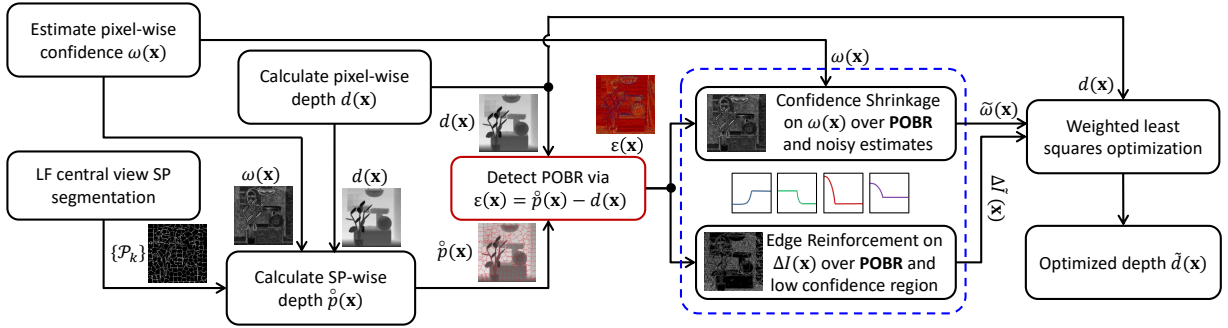 Estimate pixel-wise
confidence ω(𝐱)
Calculate pixel-wise
depth d(𝐱)
LF central view SP
segmentation
{𝒫ₖ}
ω(𝐱)
d(𝐱)
Calculate SP-wise
depth p̊̊(𝐱)
d(𝐱)
Detect POBR via
ε(𝐱) = p̊̊(𝐱) − d(𝐱)
p̊̊(𝐱)
ε(𝐱)
ω(𝐱)
Confidence Shrinkage
on ω(𝐱) over POBR
and noisy estimates
Edge Reinforcement on
ΔI(𝐱) over POBR and
low confidence region
ω̃(𝐱)
ΔĨ(𝐱)
d(𝐱)
Weighted least
squares optimization
Optimized depth d̃(𝐱)